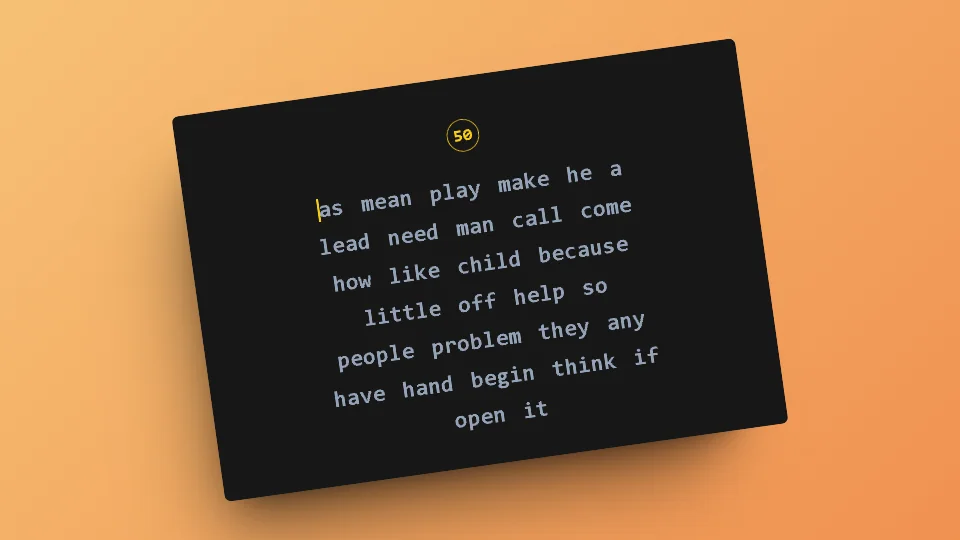 50
as mean play make he a
lead need man call come
how like child because
little off help so
people problem they any
have hand begin think if
open it